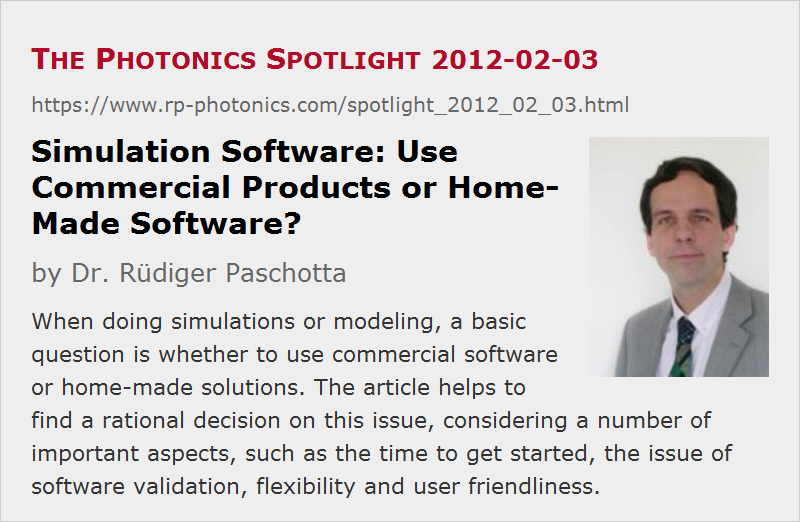 The Photonics Spotlight 2012-02-03
https://www.rp-photonics.com/spotlight_2012_02_03.html
Simulation Software: Use
Commercial Products or Home-
Made Software?
by Dr. Rüdiger Paschotta
When doing simulations or modeling, a basic
question is whether to use commercial software
or home-made solutions. The article helps to
find a rational decision on this issue, considering a number of
important aspects, such as the time to get started, the issue of
software validation, flexibility and user friendliness.